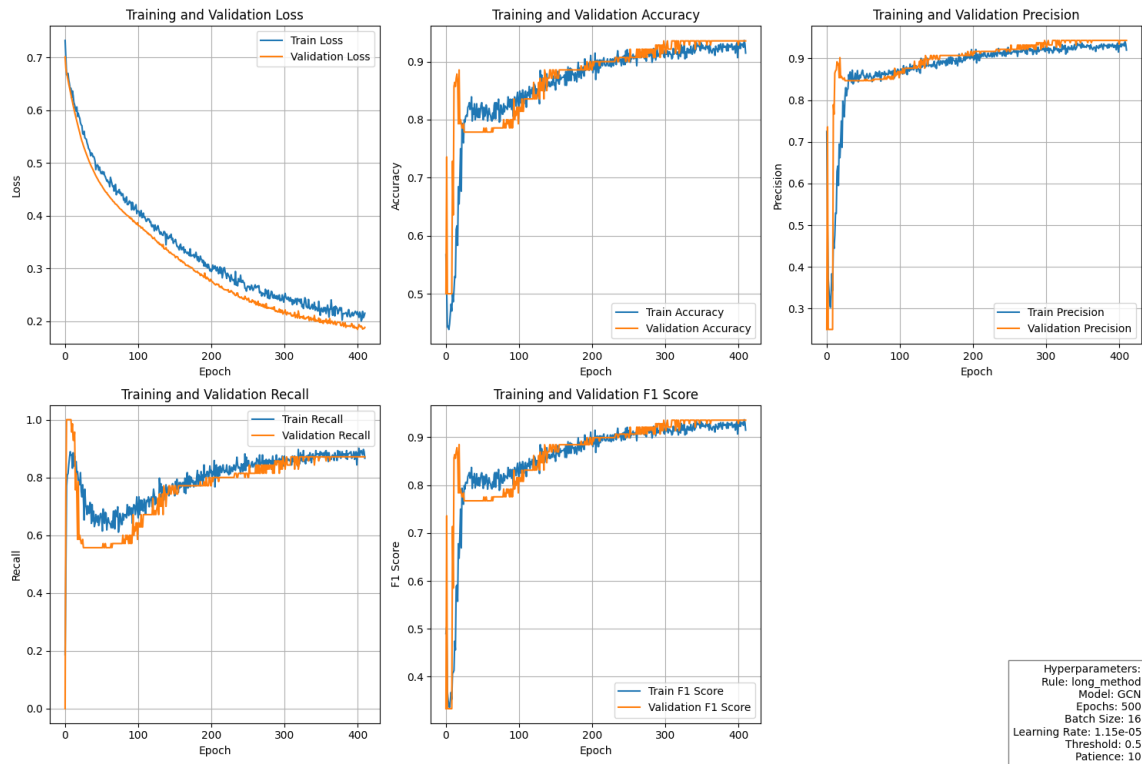 Training and Validation Loss
Train Loss
Validation Loss
0.7
0.6
0.5
0.4
0.3
0.2
Loss
0
100
200
300
400
Epoch
Training and Validation Accuracy
0.9
0.8
0.7
0.6
0.5
Accuracy
Train Accuracy
Validation Accuracy
0
100
200
300
400
Epoch
Training and Validation Precision
0.9
0.8
0.7
0.6
0.5
0.4
0.3
Precision
Train Precision
Validation Precision
0
100
200
300
400
Epoch
Training and Validation Recall
Train Recall
Validation Recall
1.0
0.8
0.6
0.4
0.2
0.0
Recall
0
100
200
300
400
Epoch
Training and Validation F1 Score
0.9
0.8
0.7
0.6
0.5
0.4
F1 Score
Train F1 Score
Validation F1 Score
0
100
200
300
400
Epoch
Hyperparameters:
Rule: long_method
Model: GCN
Epochs: 500
Batch Size: 16
Learning Rate: 1.15e-05
Threshold: 0.5
Patience: 10